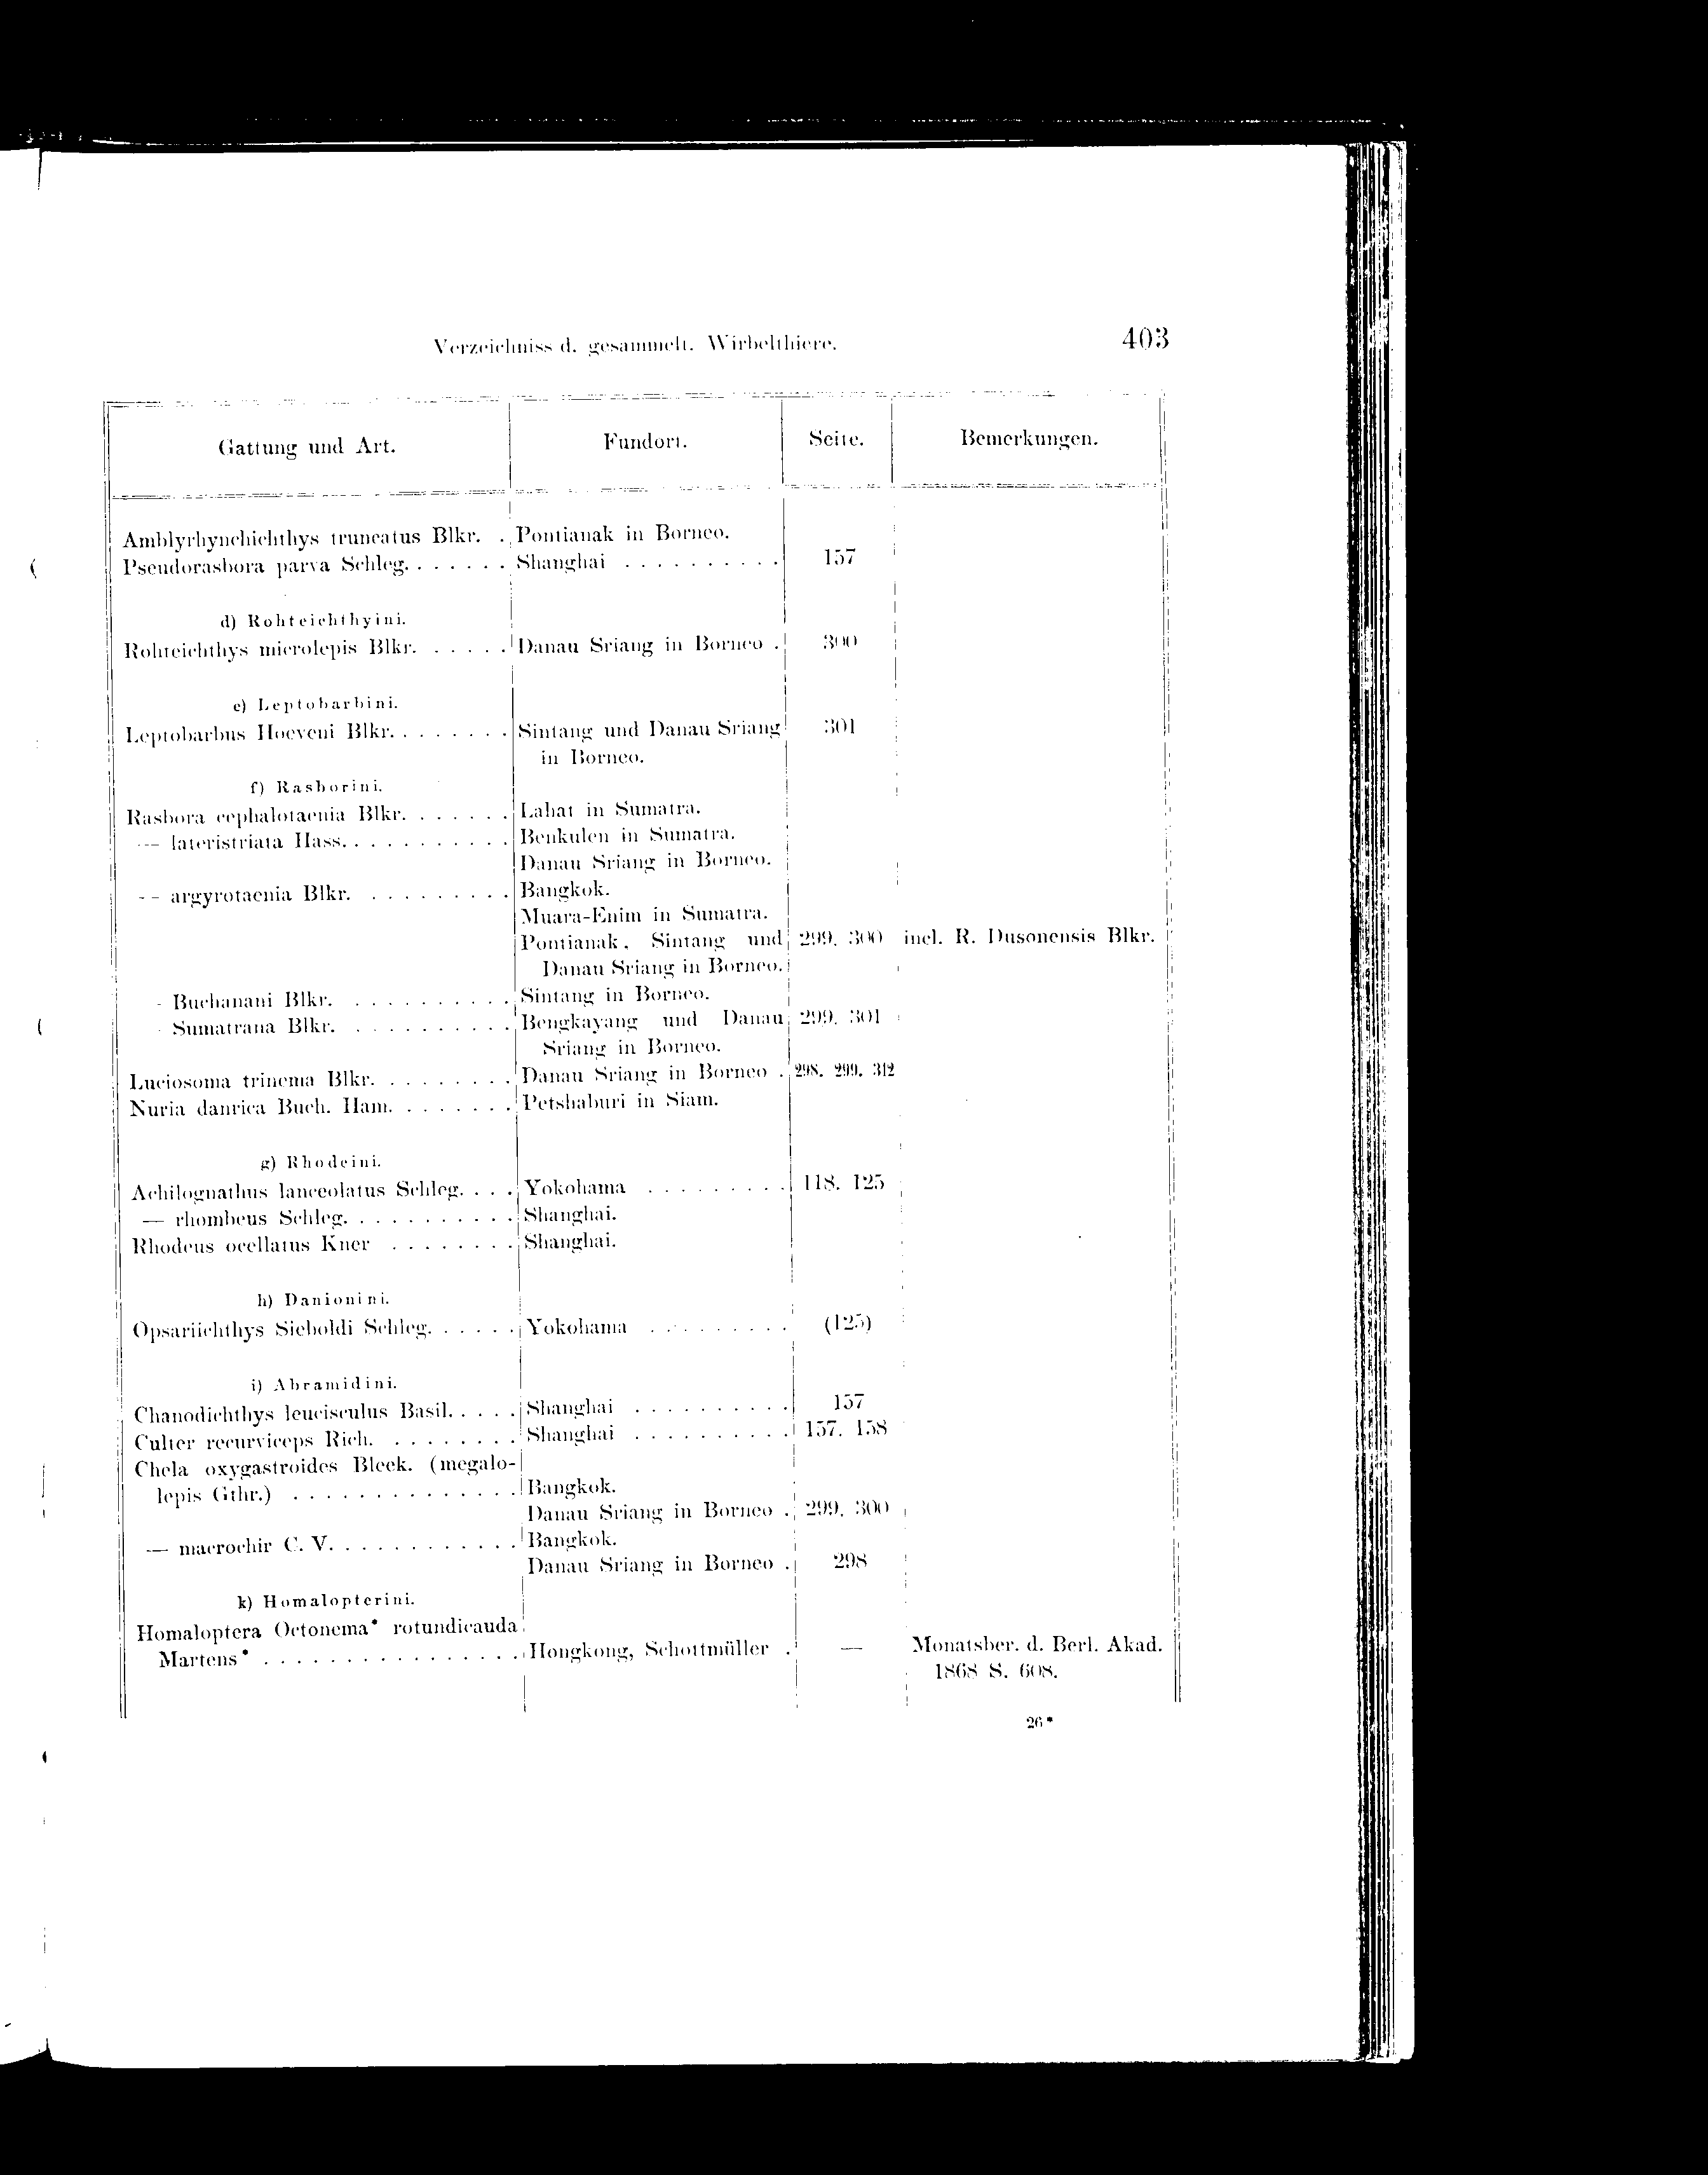 Verzeichniss d. gesammelt. Wirbelthiere. 403
Gattung und Art. Fundort. Seite. Bemerkungen.
Amblyrhynchichthys truncatus Blkr. . Pontianak in Borneo.
Pseudorasbora parva Schleg. . . . . . . Shanghai . . . . . . . . . . 157
d) Rohteichthyini.
Rohteichthys microlepis Blkr. . . . . . Danau Sriang in Borneo . 300
e) Leptobarbini.
Leptobarbus Hoeveni Blkr. . . . . . . . Sintang und Danau Sriang 301
in Borneo.
f) Rasborini.
Rasbora cephalotaenia Blkr. . . . . . . Lahat in Sumatra.
— lateristriata Hass. . . . . . . . . . . Benkulen in Sumatra.
Danau Sriang in Borneo.
— argyrotaenia Blkr. . . . . . . . . . Bangkok.
Muara-Enim in Sumatra.
Pontianak, Sintang und 299. 300 incl. R. Dusonensis Blkr.
Danau Sriang in Borneo.
- Buchanani Blkr. . . . . . . . . . . Sintang in Borneo.
- Sumatrana Blkr. . . . . . . . . . . Bengkayang und Danau 299. 301
Sriang in Borneo.
Luciosoma trinema Blkr. . . . . . . . . Danau Sriang in Borneo . 298. 299. 312
Nuria danrica Buch. Ham. . . . . . . . Petshaburi in Siam.
g) Rhodeini.
Achilognathus lanceolatus Schleg. . . . Yokohama . . . . . . . . . 118. 125
— rhombeus Schleg. . . . . . . . . . . Shanghai.
Rhodeus ocellatus Kner . . . . . . . . Shanghai.
h) Danionini.
Opsariichthys Sieboldi Schleg. . . . . . Yokohama . . . . . . . . . (125)
i) Abramidini.
Chanodichthys leucisculus Basil. . . . . Shanghai . . . . . . . . . . 157
Culter recurviceps Rich. . . . . . . . . Shanghai . . . . . . . . . . 157. 158
Chela oxygastroides Bleek. (megalo-
lepis Gthr.) . . . . . . . . . . . . . . Bangkok.
Danau Sriang in Borneo . 299. 300
— macrochir C. V. . . . . . . . . . . . Bangkok.
Danau Sriang in Borneo . 298
k) Homalopterini.
Homaloptera Octonema* rotundicauda
Martens* . . . . . . . . . . . . . . . . Hongkong, Schottmüller . — Monatsber. d. Berl. Akad.
1868 S. 608.
26*